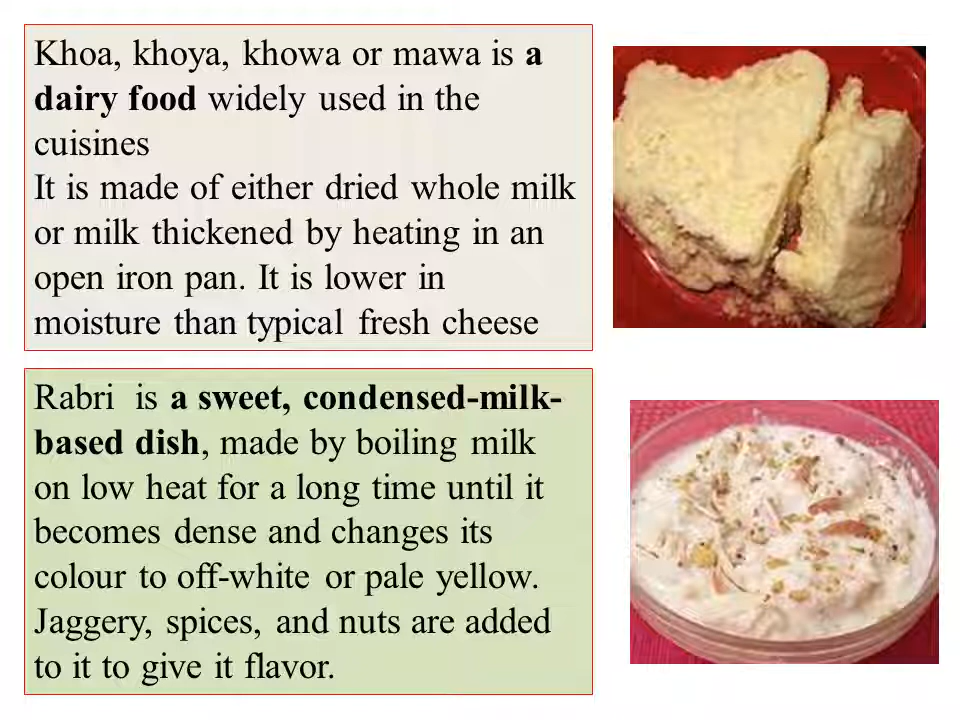 Khoa, khoya, khowa or mawa is a
dairy food widely used in the
cuisines
It is made of either dried whole milk
or milk thickened by heating in an
open iron pan. It is lower in
moisture than typical fresh cheese
Rabri is a sweet, condensed-milk-
based dish, made by boiling milk
on low heat for a long time until it
becomes dense and changes its
colour to off-white or pale yellow.
Jaggery, spices, and nuts are added
to it to give it flavor.